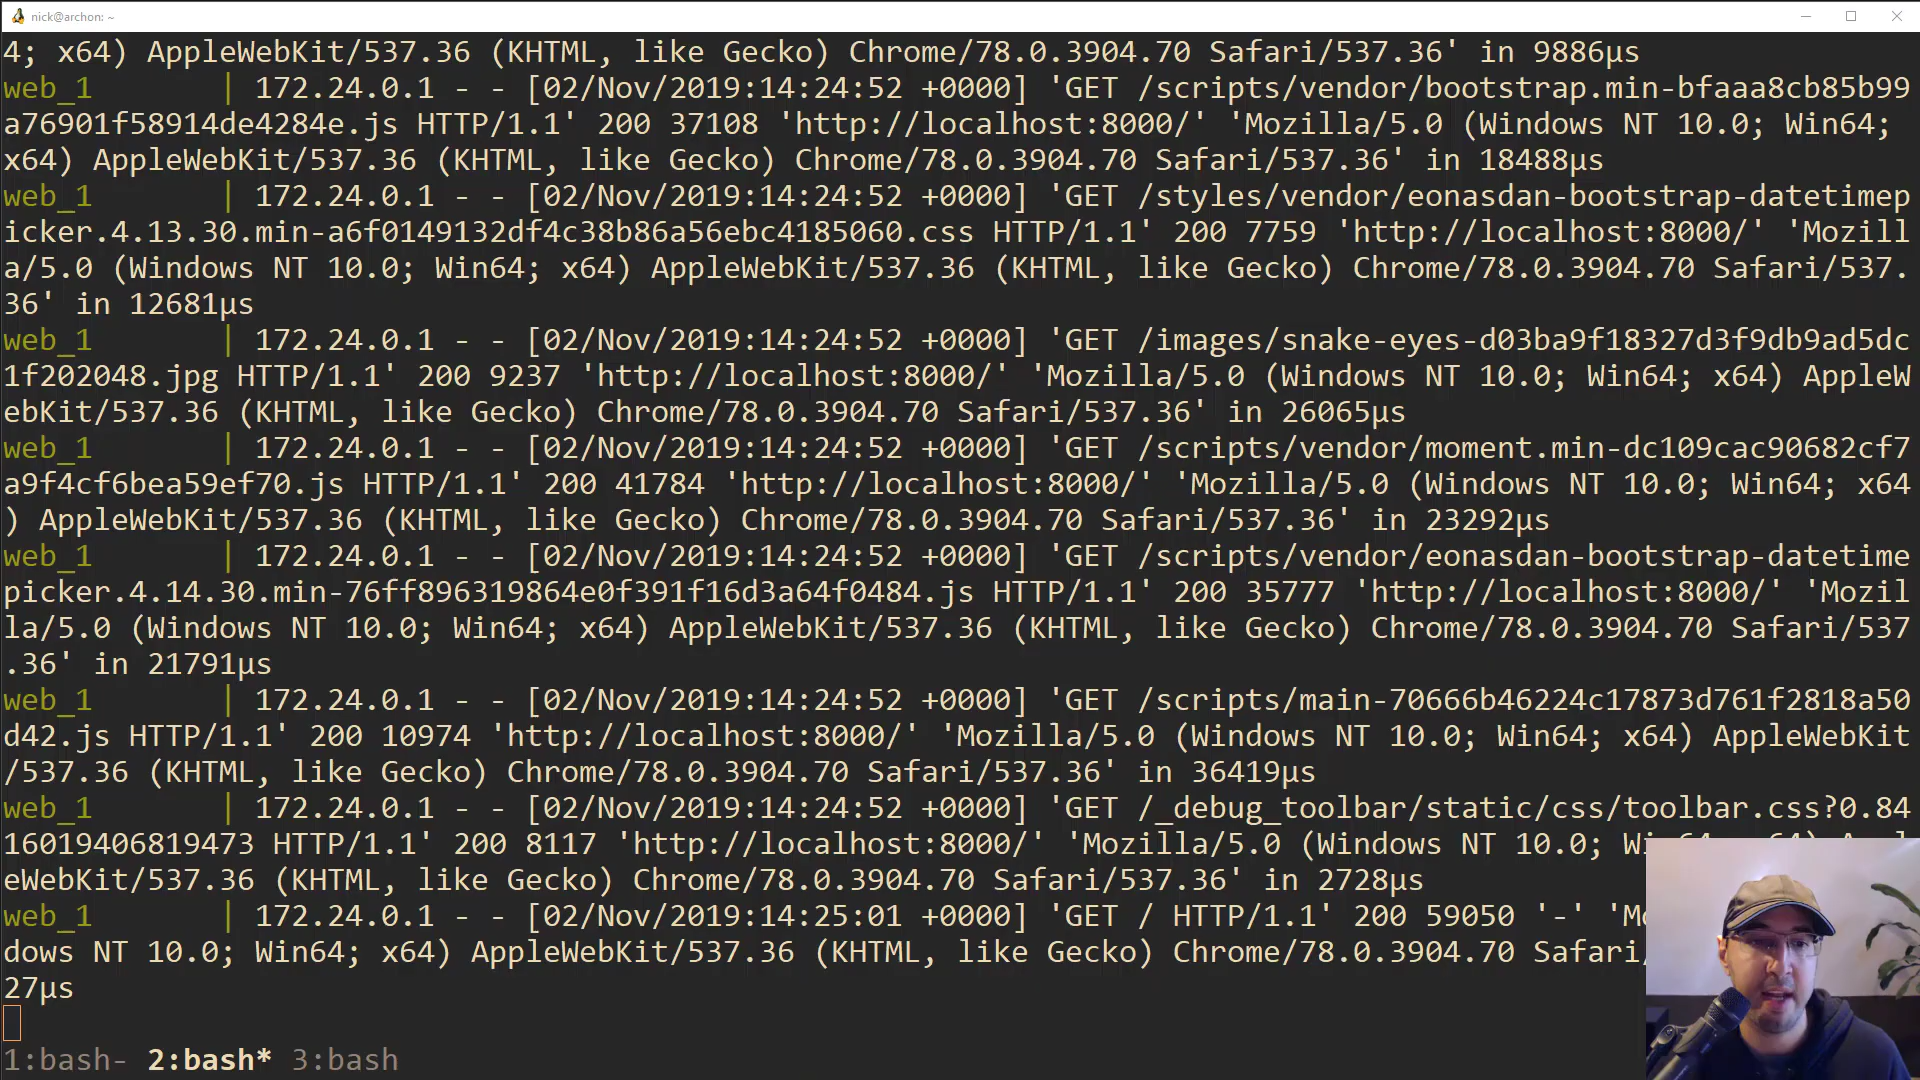 nick@archon: ~
4; x64) AppleWebKit/537.36 (KHTML, like Gecko) Chrome/78.0.3904.70 Safari/537.36' in 9886µs
web_1 | 172.24.0.1 - - [02/Nov/2019:14:24:52 +0000] 'GET /scripts/vendor/bootstrap.min-bfaaa8cb85b99
a76901f58914de4284e.js HTTP/1.1' 200 37108 'http://localhost:8000/' 'Mozilla/5.0 (Windows NT 10.0; Win64;
x64) AppleWebKit/537.36 (KHTML, like Gecko) Chrome/78.0.3904.70 Safari/537.36' in 18488µs
web_1 | 172.24.0.1 - - [02/Nov/2019:14:24:52 +0000] 'GET /styles/vendor/eonasdan-bootstrap-datetimep
icker.4.13.30.min-a6f0149132df4c38b86a56ebc4185060.css HTTP/1.1' 200 7759 'http://localhost:8000/' 'Mozill
a/5.0 (Windows NT 10.0; Win64; x64) AppleWebKit/537.36 (KHTML, like Gecko) Chrome/78.0.3904.70 Safari/537.
36' in 12681µs
web_1 | 172.24.0.1 - - [02/Nov/2019:14:24:52 +0000] 'GET /images/snake-eyes-d03ba9f18327d3f9db9ad5dc
1f202048.jpg HTTP/1.1' 200 9237 'http://localhost:8000/' 'Mozilla/5.0 (Windows NT 10.0; Win64; x64) AppleW
ebKit/537.36 (KHTML, like Gecko) Chrome/78.0.3904.70 Safari/537.36' in 26065µs
web_1 | 172.24.0.1 - - [02/Nov/2019:14:24:52 +0000] 'GET /scripts/vendor/moment.min-dc109cac90682cf7
a9f4cf6bea59ef70.js HTTP/1.1' 200 41784 'http://localhost:8000/' 'Mozilla/5.0 (Windows NT 10.0; Win64; x64
) AppleWebKit/537.36 (KHTML, like Gecko) Chrome/78.0.3904.70 Safari/537.36' in 23292µs
web_1 | 172.24.0.1 - - [02/Nov/2019:14:24:52 +0000] 'GET /scripts/vendor/eonasdan-bootstrap-datetime
picker.4.14.30.min-76ff896319864e0f391f16d3a64f0484.js HTTP/1.1' 200 35777 'http://localhost:8000/' 'Mozil
la/5.0 (Windows NT 10.0; Win64; x64) AppleWebKit/537.36 (KHTML, like Gecko) Chrome/78.0.3904.70 Safari/537
.36' in 21791µs
web_1 | 172.24.0.1 - - [02/Nov/2019:14:24:52 +0000] 'GET /scripts/main-70666b46224c17873d761f2818a50
d42.js HTTP/1.1' 200 10974 'http://localhost:8000/' 'Mozilla/5.0 (Windows NT 10.0; Win64; x64) AppleWebKit
/537.36 (KHTML, like Gecko) Chrome/78.0.3904.70 Safari/537.36' in 36419µs
web_1 | 172.24.0.1 - - [02/Nov/2019:14:24:52 +0000] 'GET /_debug_toolbar/static/css/toolbar.css?0.84
16019406819473 HTTP/1.1' 200 8117 'http://localhost:8000/' 'Mozilla/5.0 (Windows NT 10.0;
eWebKit/537.36 (KHTML, like Gecko) Chrome/78.0.3904.70 Safari/537.36' in 2728µs
web_1 | 172.24.0.1 - - [02/Nov/2019:14:25:01 +0000] 'GET / HTTP/1.1' 200 59050 '-'
dows NT 10.0; Win64; x64) AppleWebKit/537.36 (KHTML, like Gecko) Chrome/78.0.3904.70 Safari/
27µs
1:bash- 2:bash* 3:bash